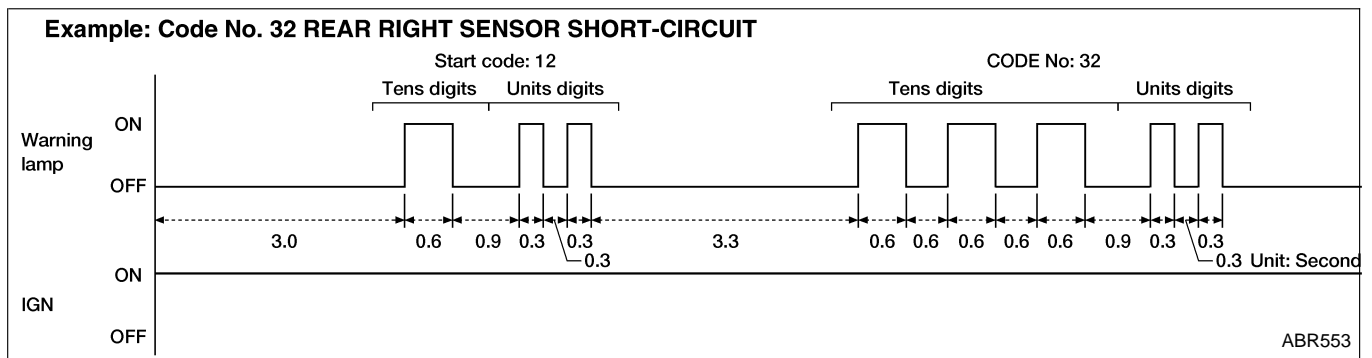 Example: Code No. 32 REAR RIGHT SENSOR SHORT-CIRCUIT
Start code: 12 CODE No: 32
Tens digits Units digits Tens digits Units digits
ON
Warning lamp
OFF
3.0 0.6 0.9 0.3 0.3 3.3 0.6 0.6 0.6 0.6 0.6 0.9 0.3 0.3
0.3 0.3 Unit: Second
ON
IGN
OFF
ABR553